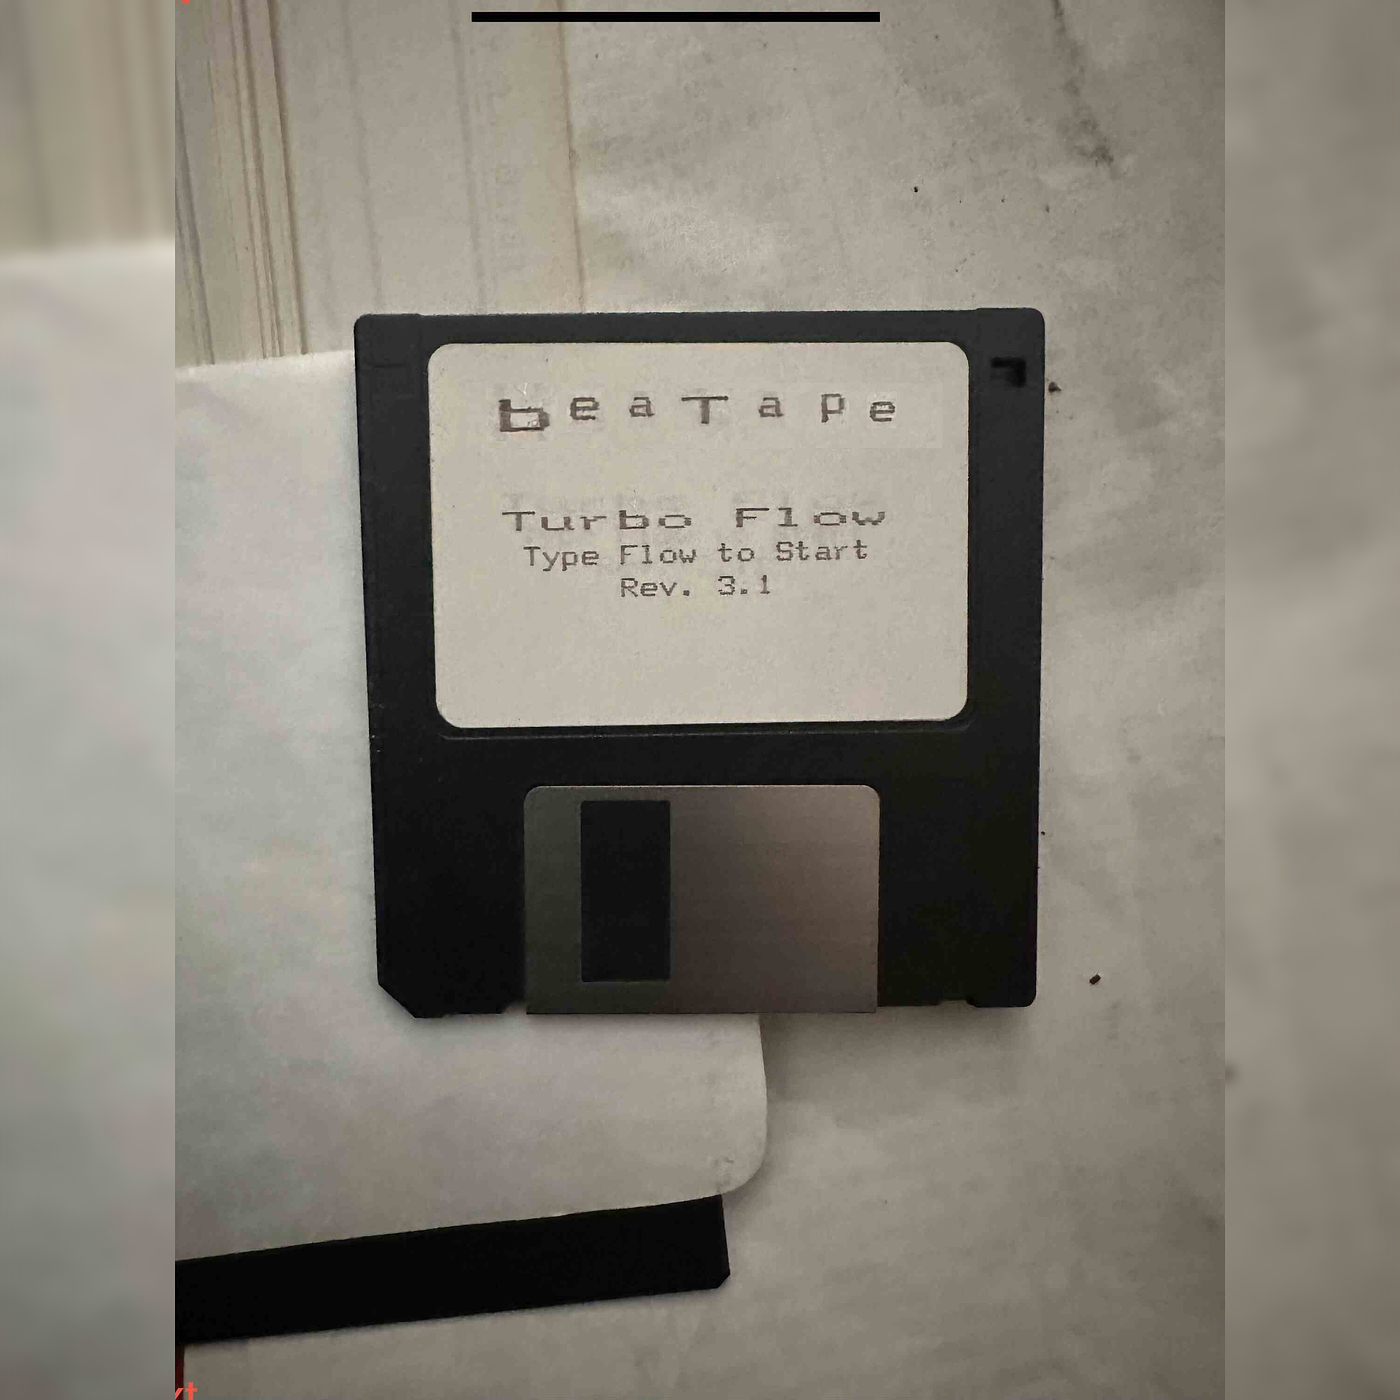 beaTape
Turbo Flow
Type Flow to Start
Rev. 3.1